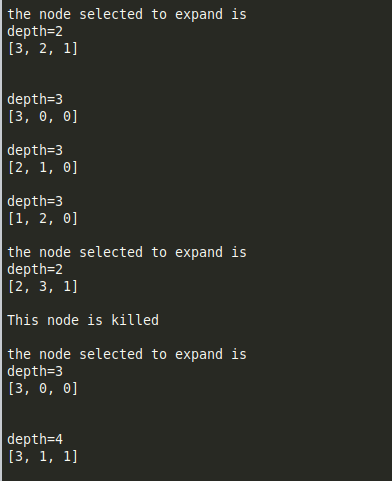 the node selected to expand is
depth=2
[3, 2, 1]
depth=3
[3, 0, 0]
depth=3
[2, 1, 0]
depth=3
[1, 2, 0]
the node selected to expand is
depth=2
[2, 3, 1]
This node is killed
the node selected to expand is
depth=3
[3, 0, 0]
depth=4
[3, 1, 1]